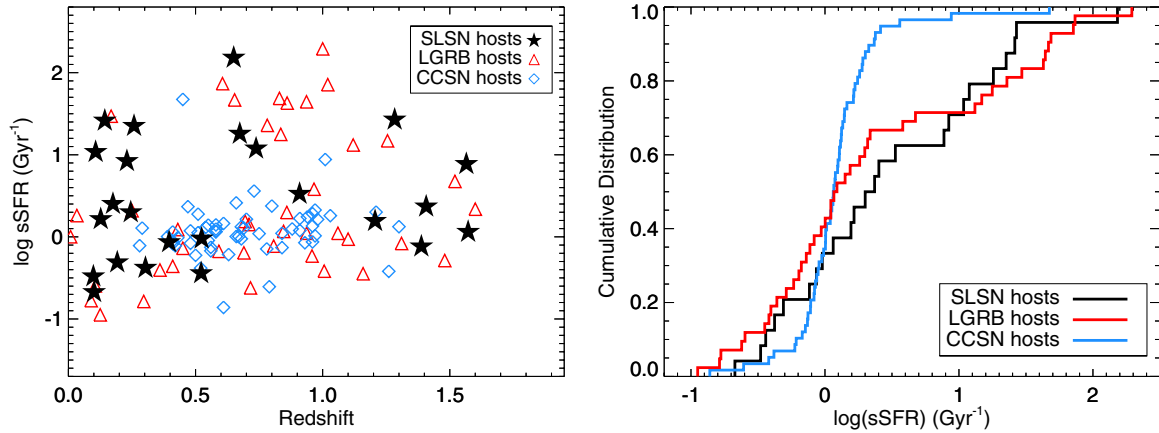 SLSN hosts
LGRB hosts
CCSN hosts
log sSFR (Gyr⁻¹)
2
1
0
-1
0.0 0.5 1.0 1.5
Redshift
Cumulative Distribution
1.0
0.8
0.6
0.4
0.2
0.0
SLSN hosts
LGRB hosts
CCSN hosts
-1 0 1 2
log(sSFR) (Gyr⁻¹)